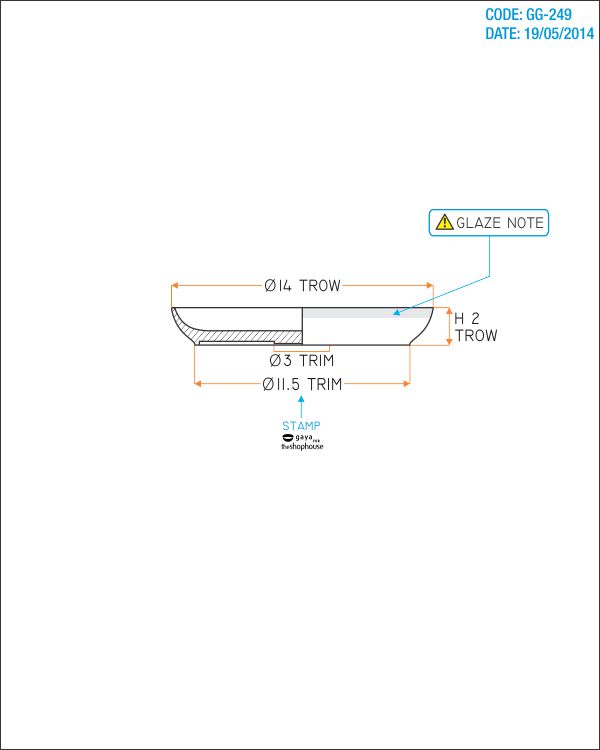 CODE: GG-249
DATE: 19/05/2014
GLAZE NOTE
Ø14 TROW
H 2
TROW
Ø3 TRIM
Ø11.5 TRIM
STAMP
gaya
theshophouse